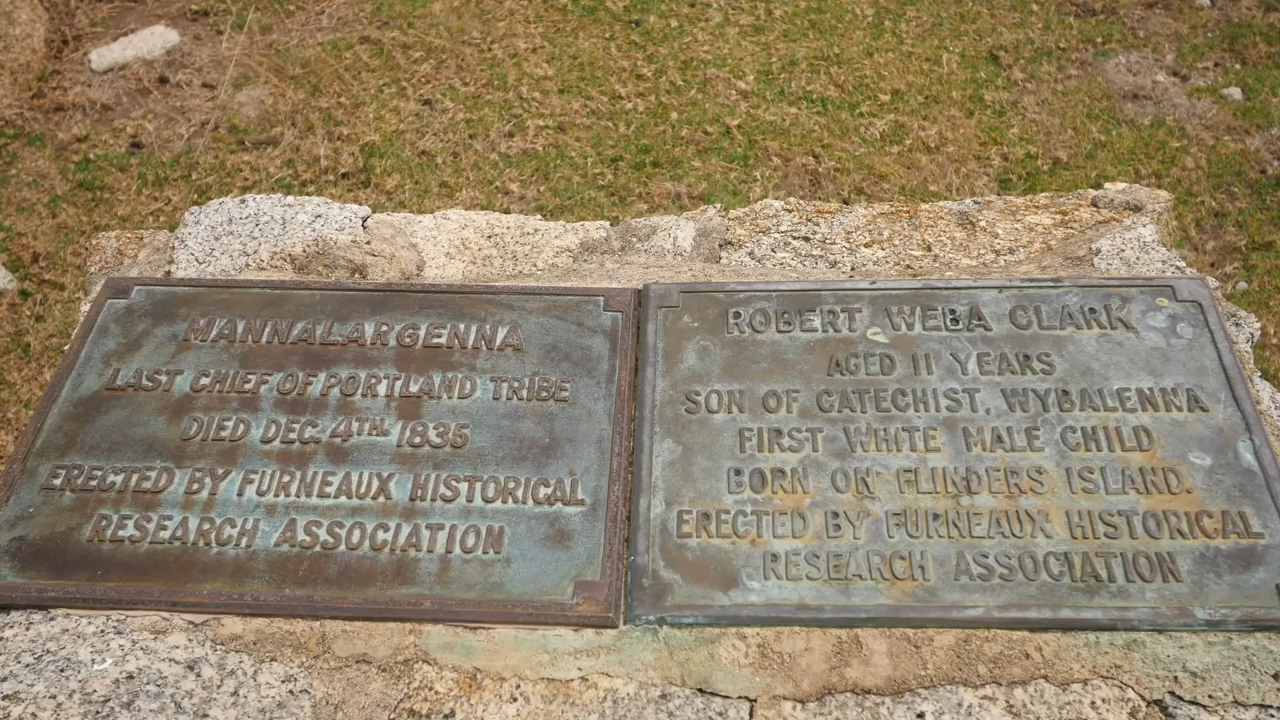 MANNALARGENNA
LAST CHIEF OF PORTLAND TRIBE
DIED DEC. 4TH. 1835
ERECTED BY FURNEAUX HISTORICAL
RESEARCH ASSOCIATION
ROBERT WEBA CLARK
AGED 11 YEARS
SON OF CATECHIST, WYBALENNA
FIRST WHITE MALE CHILD
BORN ON FLINDERS ISLAND.
ERECTED BY FURNEAUX HISTORICAL
RESEARCH ASSOCIATION